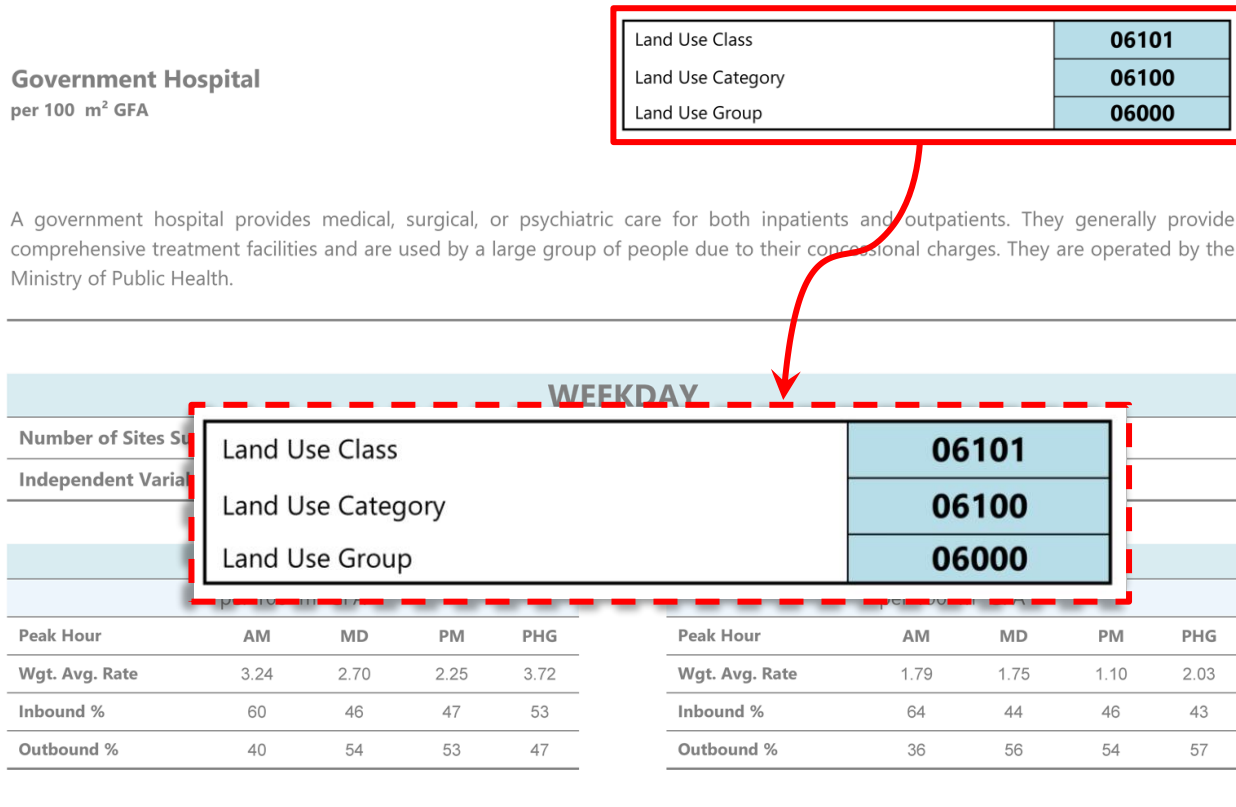 Land Use Class 06101
Government Hospital
Land Use Category 06100
per 100 m² GFA
Land Use Group 06000
A government hospital provides medical, surgical, or psychiatric care for both inpatients and outpatients. They generally provide
comprehensive treatment facilities and are used by a large group of people due to their concessional charges. They are operated by the
Ministry of Public Health.
WEEKDAY
Number of Sites
Land Use Class 06101
Independent
Land Use Category 06100
Land Use Group 06000
Peak Hour AM MD PM PHG Peak Hour AM MD PM PHG
Wgt. Avg. Rate 3.24 2.70 2.25 3.72 Wgt. Avg. Rate 1.79 1.75 1.10 2.03
Inbound % 60 46 47 53 Inbound % 64 44 46 43
Outbound % 40 54 53 47 Outbound % 36 56 54 57